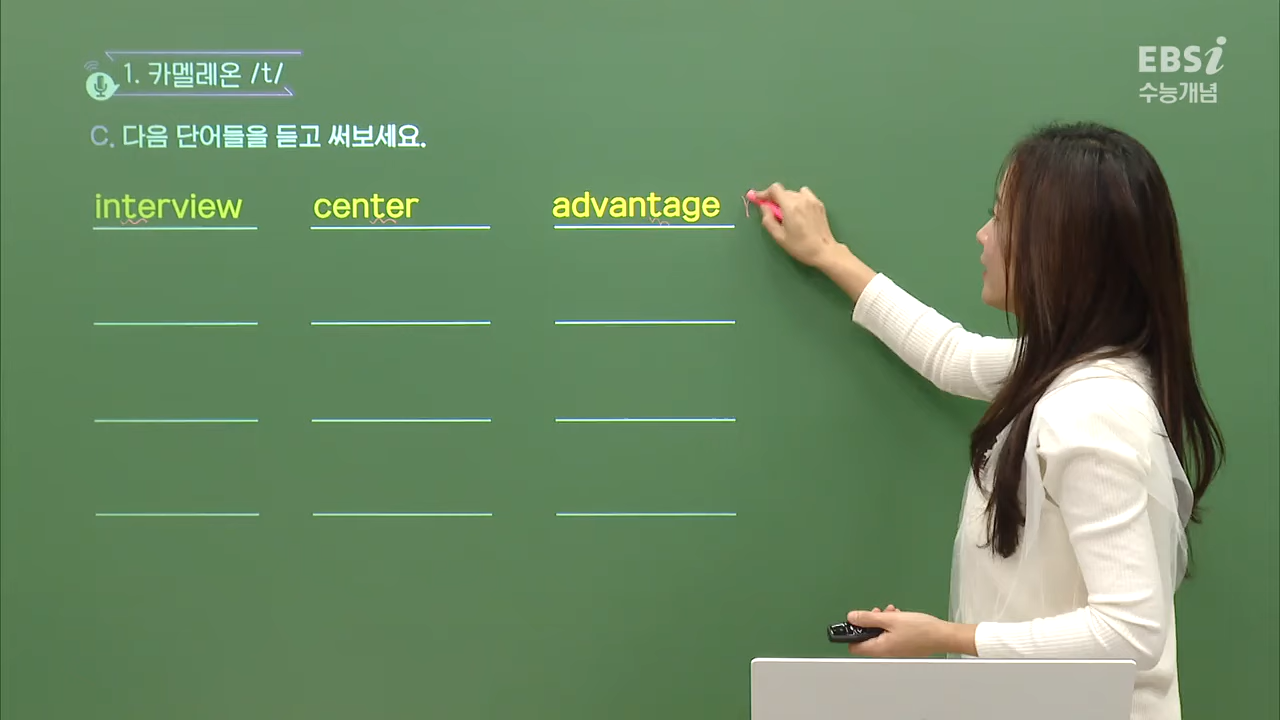 EBSi
수능개념
1. 카멜레온 /t/
C. 다음 단어들을 듣고 써보세요.
interview center advantage